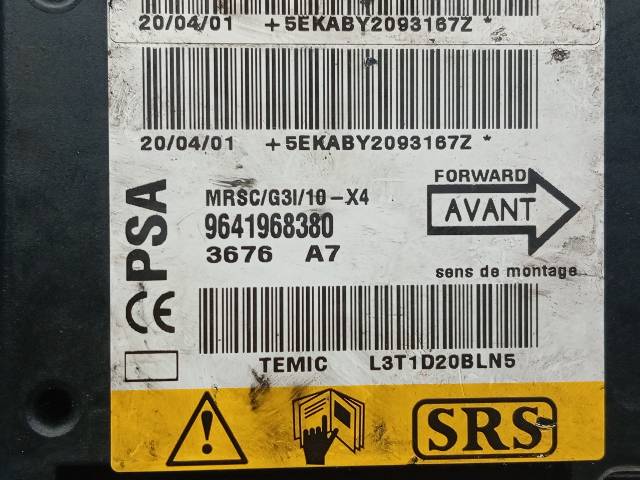 20/04/01 +5EKABY2093167Z *
20/04/01 +5EKABY2093167Z *
PSA
CE
MRSC/G3I/10-X4
9641968380
3676 A7
FORWARD
AVANT
sens de montage
TEMIC L3T1D20BLN5
SRS